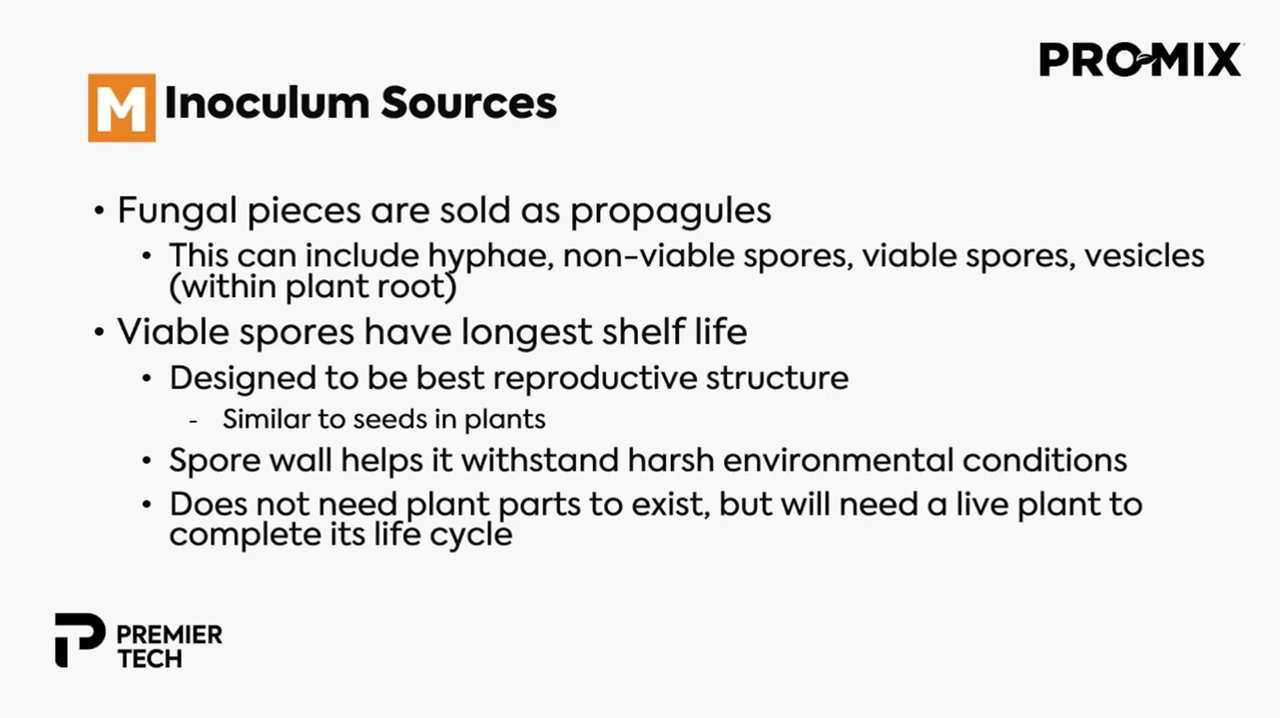 PRO-MIX
M Inoculum Sources
• Fungal pieces are sold as propagules
• This can include hyphae, non-viable spores, viable spores, vesicles
(within plant root)
• Viable spores have longest shelf life
• Designed to be best reproductive structure
- Similar to seeds in plants
• Spore wall helps it withstand harsh environmental conditions
• Does not need plant parts to exist, but will need a live plant to
complete its life cycle
PREMIER
TECH